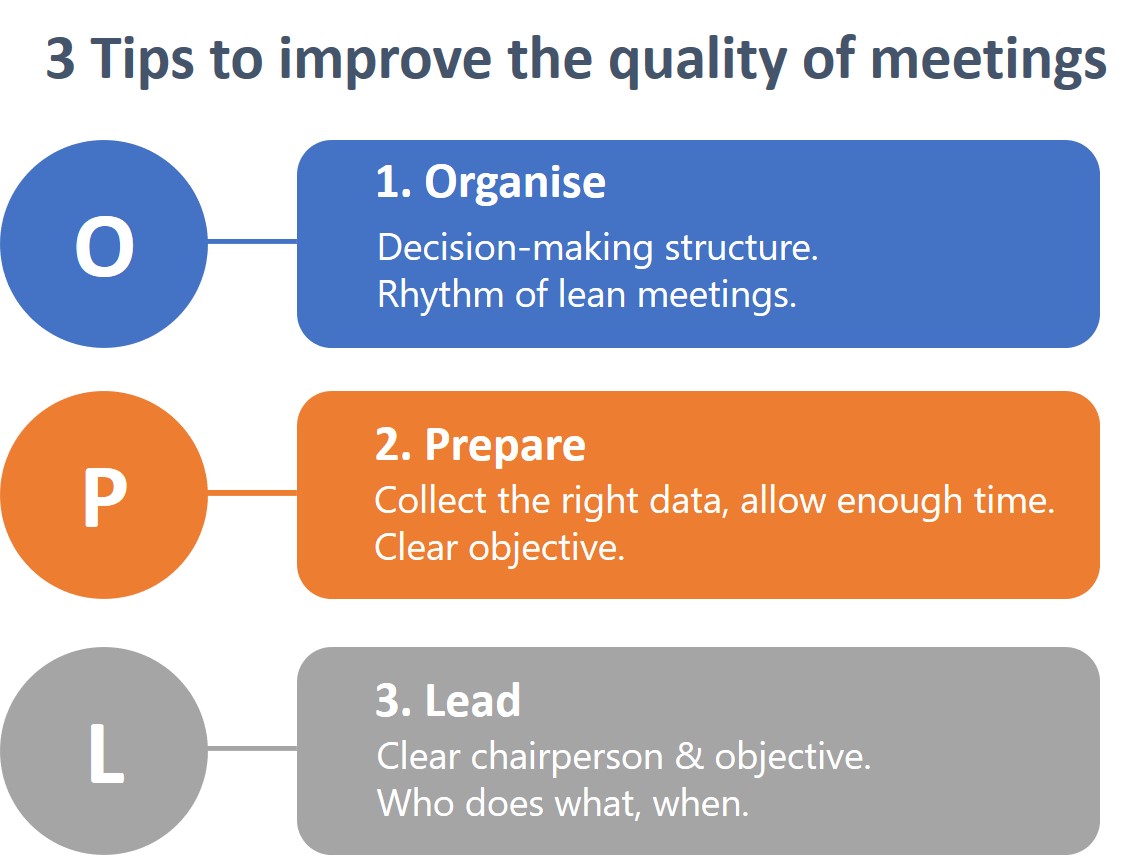 3 Tips to improve the quality of meetings
O
1. Organise
Decision-making structure.
Rhythm of lean meetings.
P
2. Prepare
Collect the right data, allow enough time.
Clear objective.
L
3. Lead
Clear chairperson & objective.
Who does what, when.